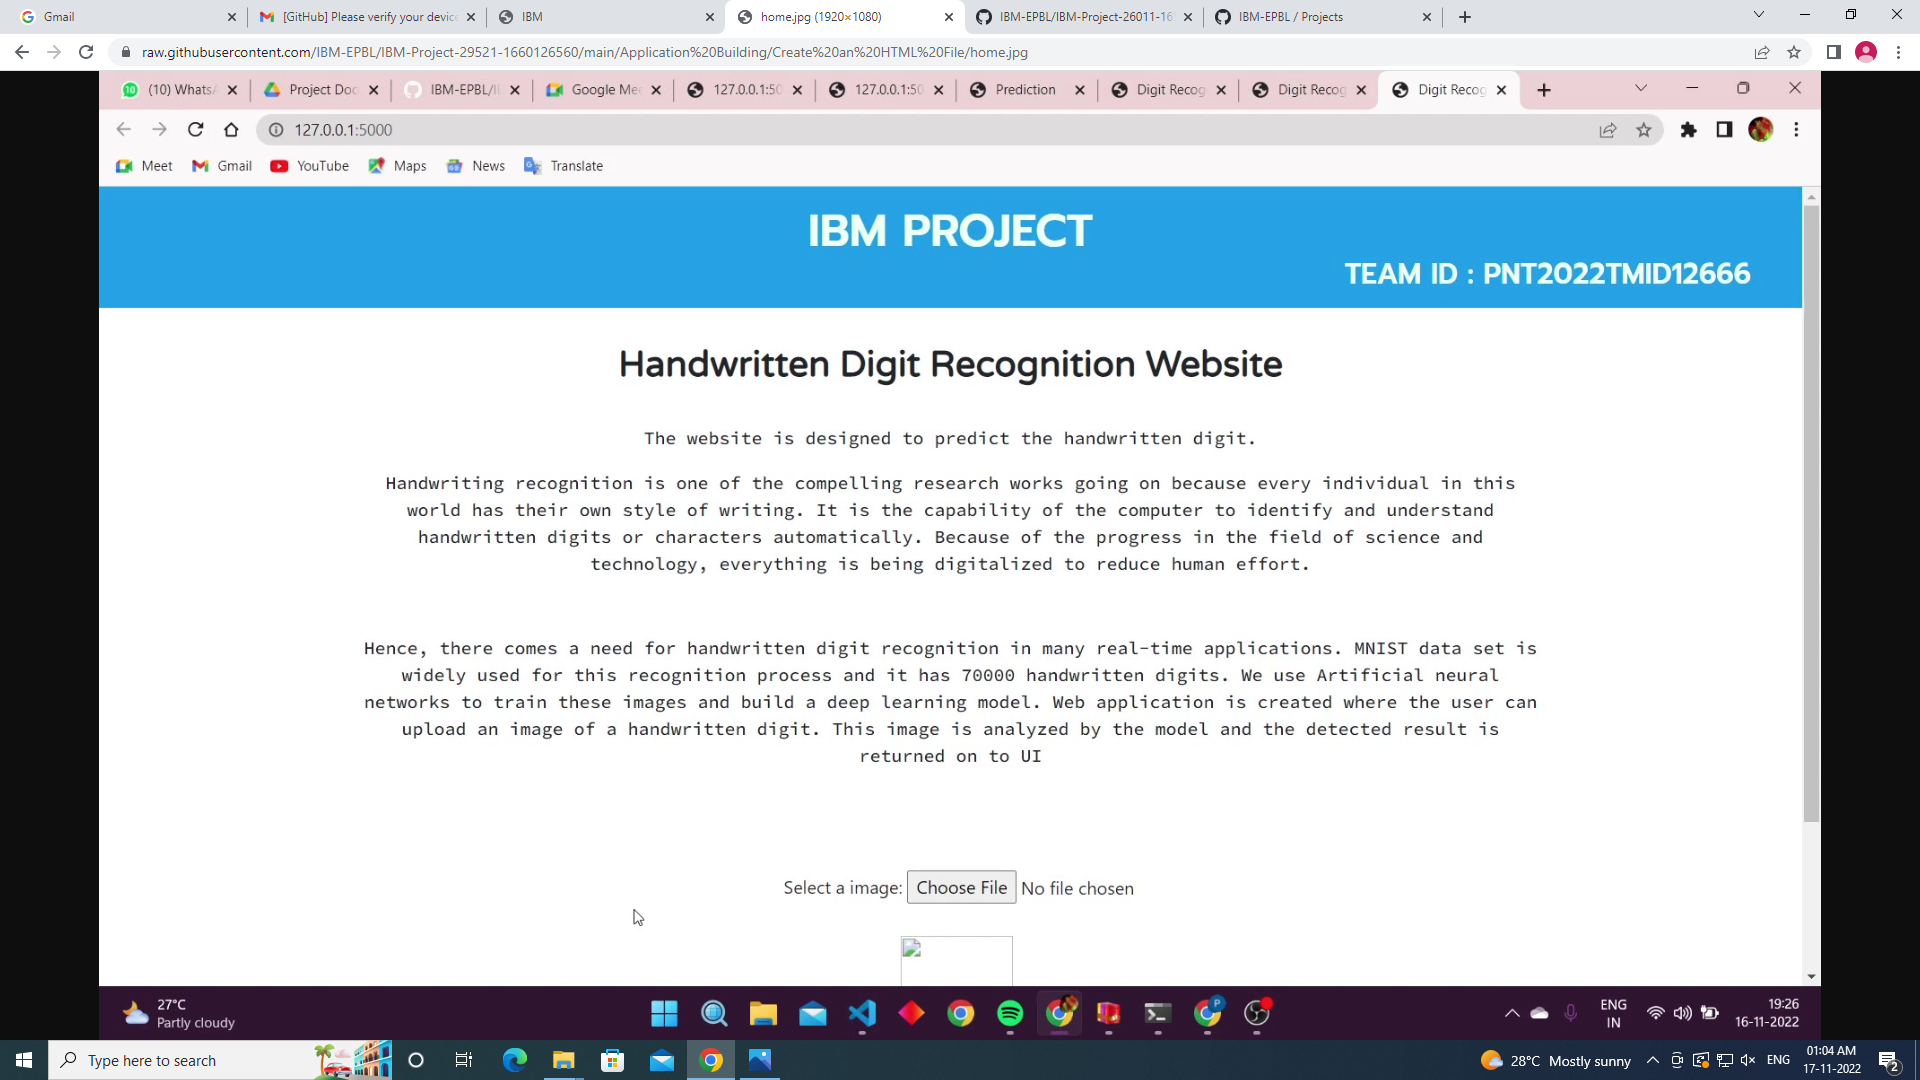 Gmail
[GitHub] Please verify your device
IBM
home.jpg (1920×1080)
IBM-EPBL/IBM-Project-26011-16
IBM-EPBL / Projects
raw.githubusercontent.com/IBM-EPBL/IBM-Project-29521-1660126560/main/Application%20Building/Create%20an%20HTML%20File/home.jpg
(10) WhatsA
Project Doc
IBM-EPBL/I
Google Me
127.0.0.1:50
127.0.0.1:50
Prediction
Digit Recog
Digit Recog
Digit Recog
127.0.0.1:5000
Meet
Gmail
YouTube
Maps
News
Translate
IBM PROJECT
TEAM ID : PNT2022TMID12666
Handwritten Digit Recognition Website
The website is designed to predict the handwritten digit.
Handwriting recognition is one of the compelling research works going on because every individual in this
world has their own style of writing. It is the capability of the computer to identify and understand
handwritten digits or characters automatically. Because of the progress in the field of science and
technology, everything is being digitalized to reduce human effort.
Hence, there comes a need for handwritten digit recognition in many real-time applications. MNIST data set is
widely used for this recognition process and it has 70000 handwritten digits. We use Artificial neural
networks to train these images and build a deep learning model. Web application is created where the user can
upload an image of a handwritten digit. This image is analyzed by the model and the detected result is
returned on to UI
Select a image: Choose File No file chosen
27°C
Partly cloudy
ENG
IN
19:26
16-11-2022
Type here to search
28°C Mostly sunny
ENG
01:04 AM
17-11-2022
2